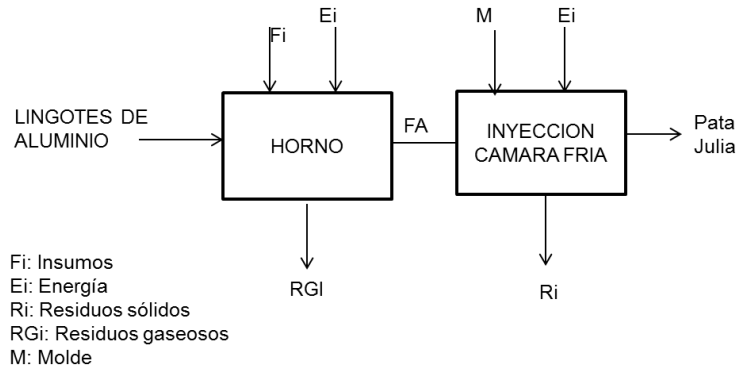 Fi
Ei
M
Ei
LINGOTES DE
ALUMINIO
HORNO
FA
INYECCION
CAMARA FRIA
Pata
Julia
RGI
Ri
Fi: Insumos
Ei: Energía
Ri: Residuos sólidos
RGi: Residuos gaseosos
M: Molde